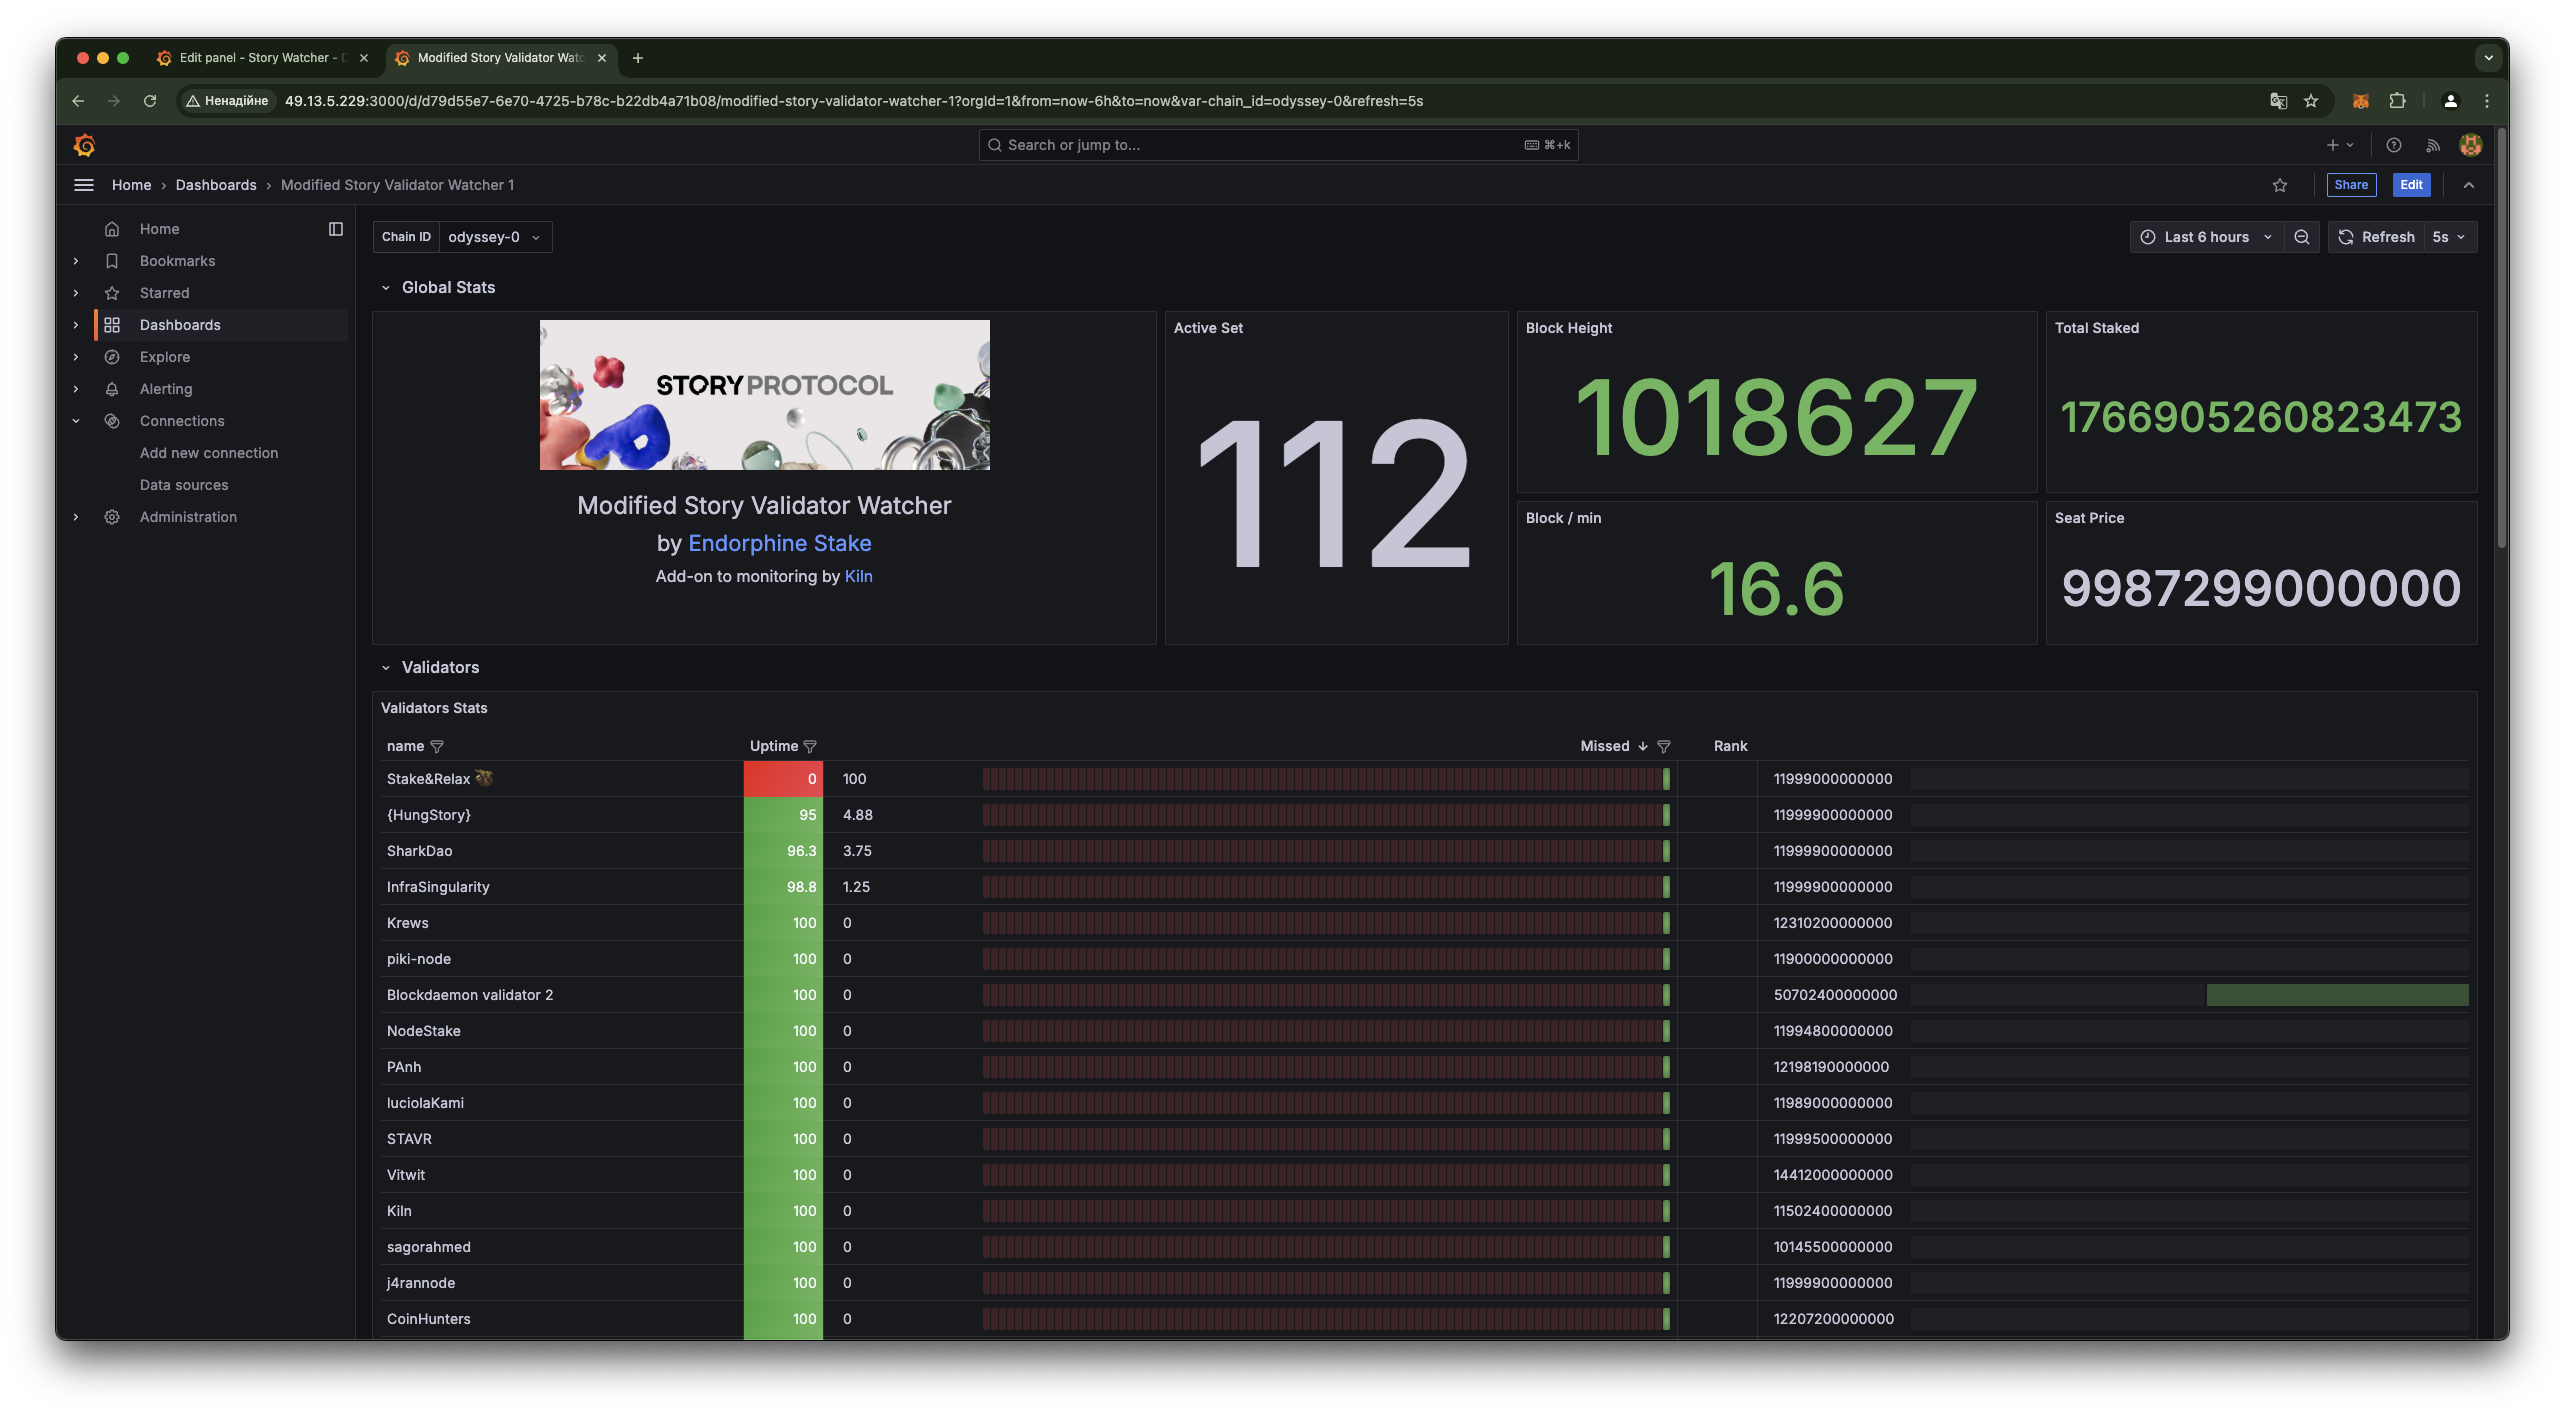 Edit panel - Story Watcher - D
Modified Story Validator Watc
Ненадійне
49.13.5.229:3000/d/d79d55e7-6e70-4725-b78c-b22db4a71b08/modified-story-validator-watcher-1?orgId=1&from=now-6h&to=now&var-chain_id=odyssey-0&refresh=5s
Search or jump to...
⌘+k
Home › Dashboards › Modified Story Validator Watcher 1
Share
Edit
Home
Bookmarks
Starred
Dashboards
Explore
Alerting
Connections
Add new connection
Data sources
Administration
Chain ID
odyssey-0
Last 6 hours
Refresh
5s
Global Stats
STORY PROTOCOL
Modified Story Validator Watcher
by Endorphine Stake
Add-on to monitoring by Kiln
Active Set
112
Block Height
1018627
Total Staked
1766905260823473
Block / min
16.6
Seat Price
9987299000000
Validators
Validators Stats
name Uptime Missed Rank
Stake&Relax 🦥 0 100 11999000000000
{HungStory} 95 4.88 11999900000000
SharkDao 96.3 3.75 11999900000000
InfraSingularity 98.8 1.25 11999900000000
Krews 100 0 12310200000000
piki-node 100 0 11900000000000
Blockdaemon validator 2 100 0 50702400000000
NodeStake 100 0 11994800000000
PAnh 100 0 12198190000000
luciolaKami 100 0 11989000000000
STAVR 100 0 11999500000000
Vitwit 100 0 14412000000000
Kiln 100 0 11502400000000
sagorahmed 100 0 10145500000000
j4rannode 100 0 11999900000000
CoinHunters 100 0 12207200000000